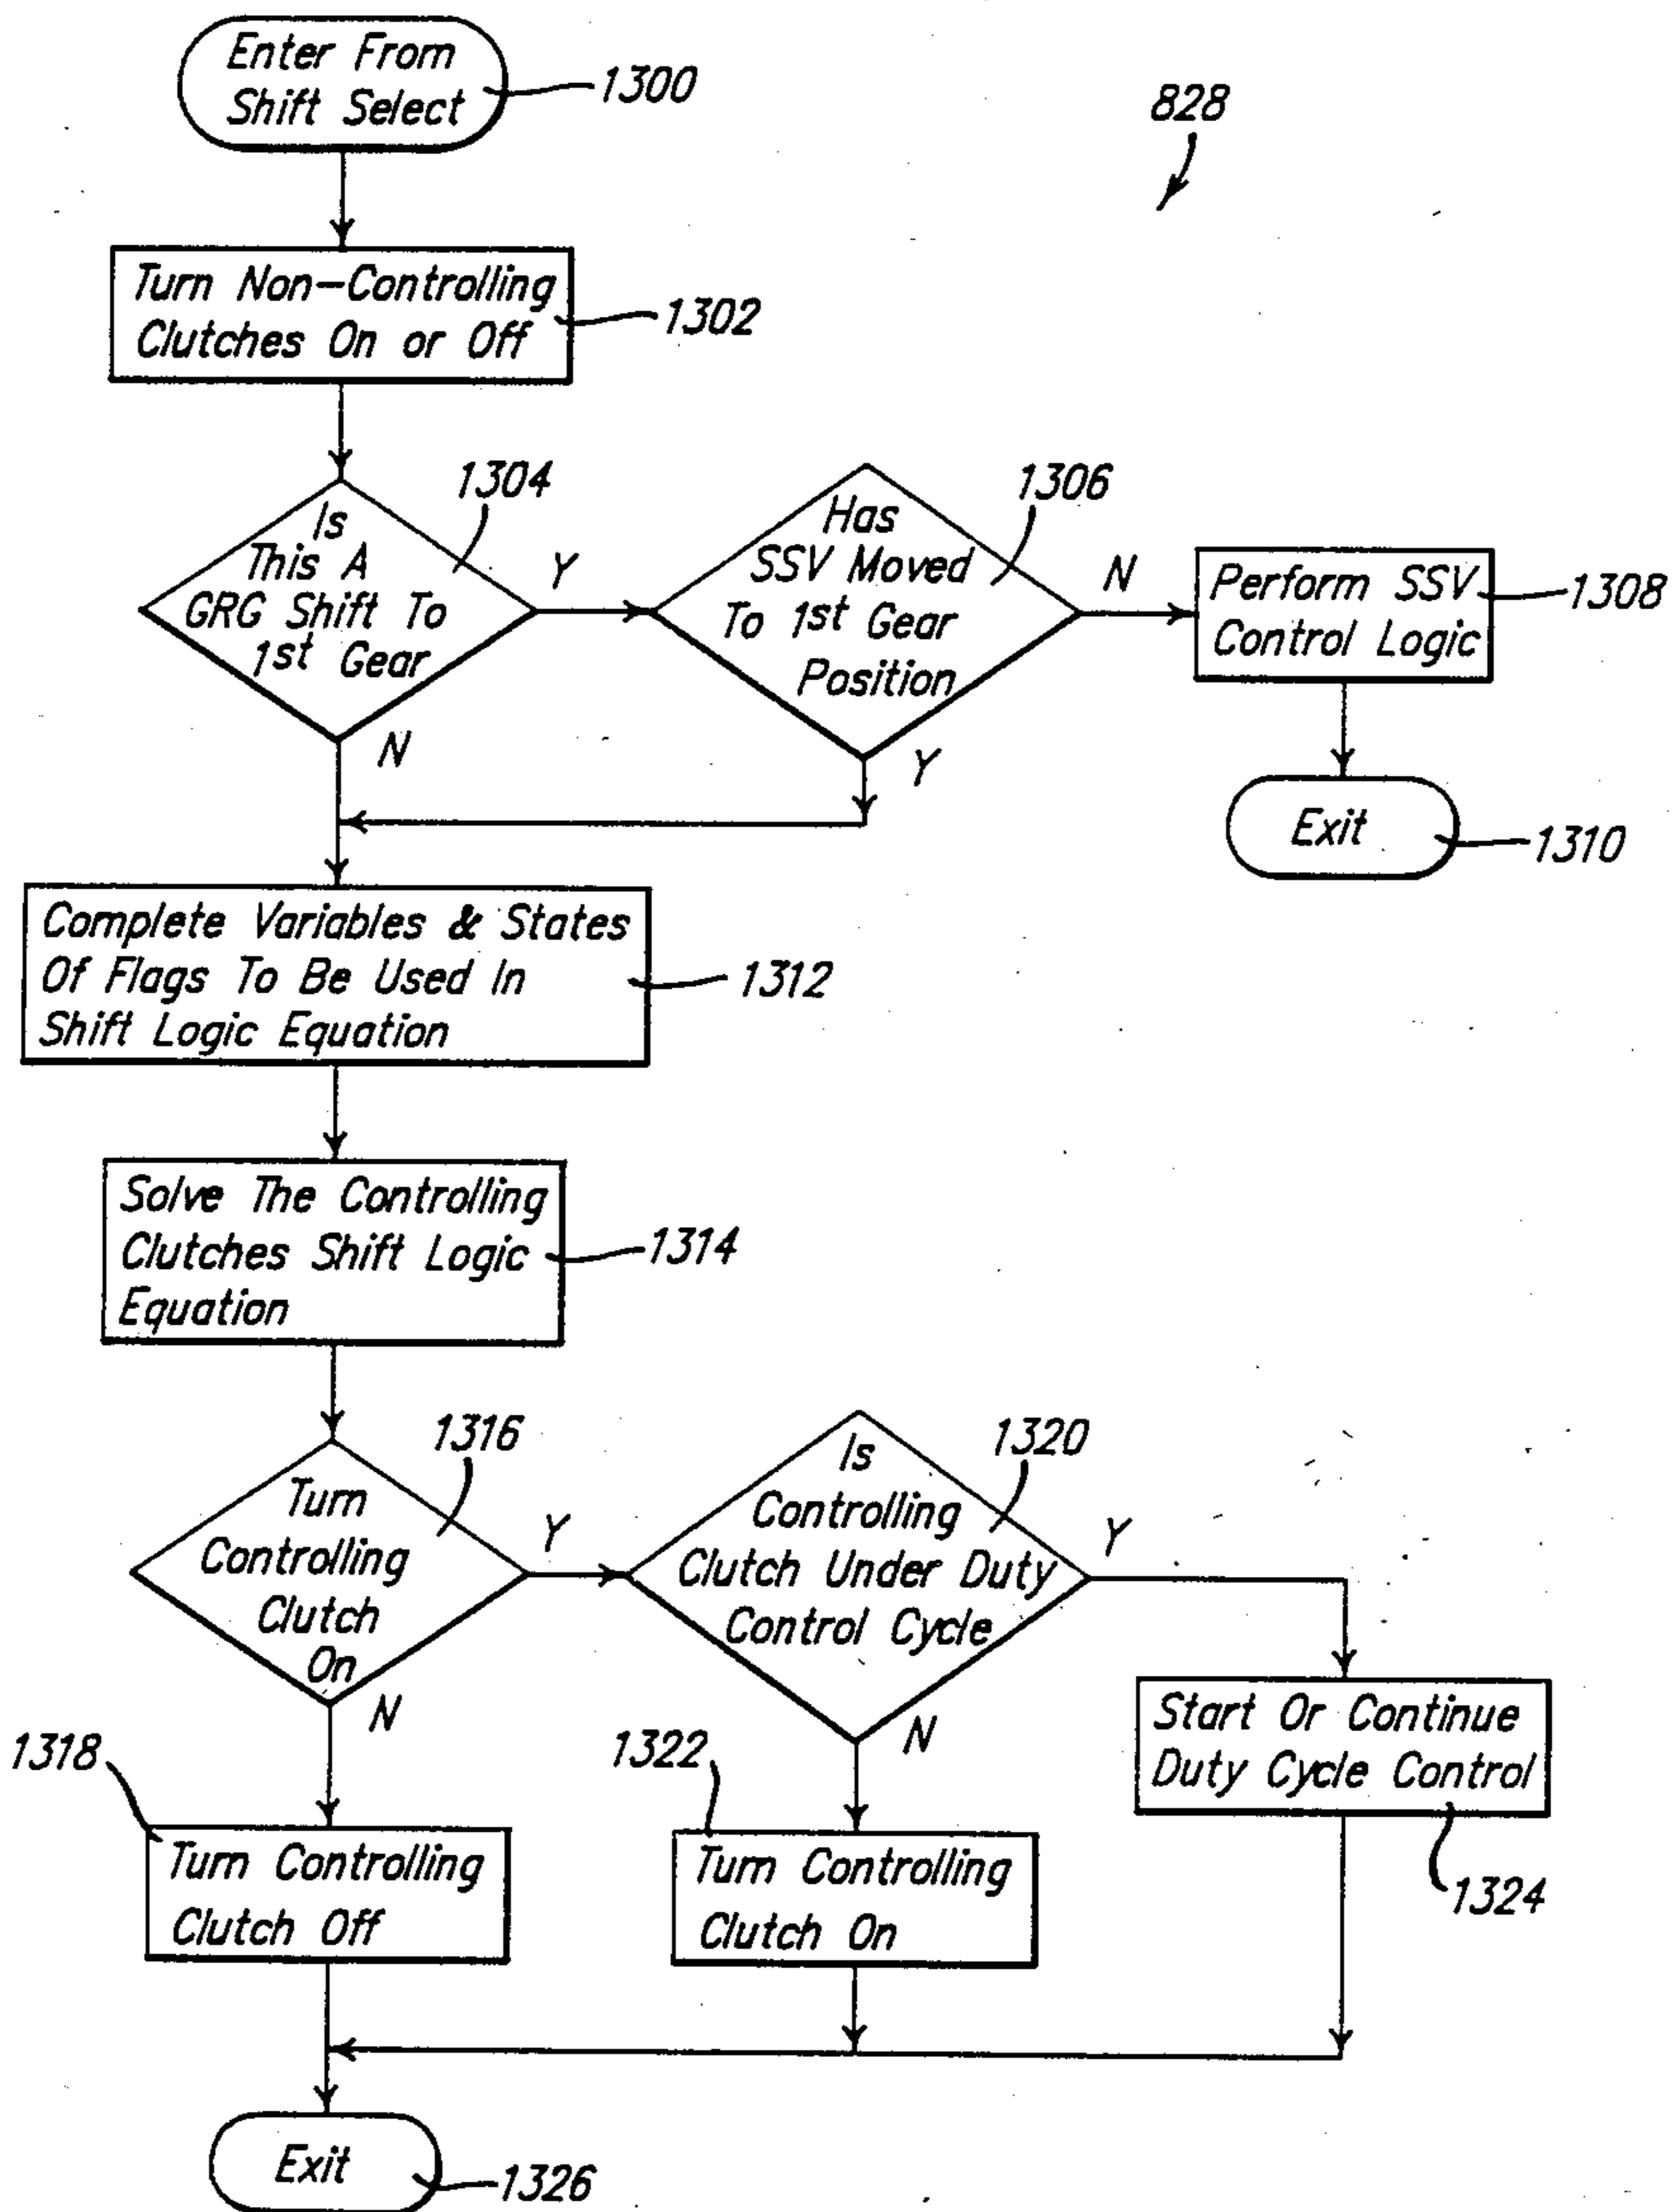 Enter From
Shift Select
1300
828
Turn Non-Controlling
Clutches On or Off
1302
Is
This A
GRG Shift To
1st Gear
1304
Y
N
Has
SSV Moved
To 1st Gear
Position
1306
N
Y
Perform SSV
Control Logic
1308
Exit
1310
Complete Variables & States
Of Flags To Be Used In
Shift Logic Equation
1312
Solve The Controlling
Clutches Shift Logic
Equation
1314
Turn
Controlling
Clutch
On
1316
Y
N
Is
Controlling
Clutch Under Duty
Control Cycle
1320
Y
N
1318
Turn Controlling
Clutch Off
1322
Turn Controlling
Clutch On
Start Or Continue
Duty Cycle Control
1324
Exit
1326